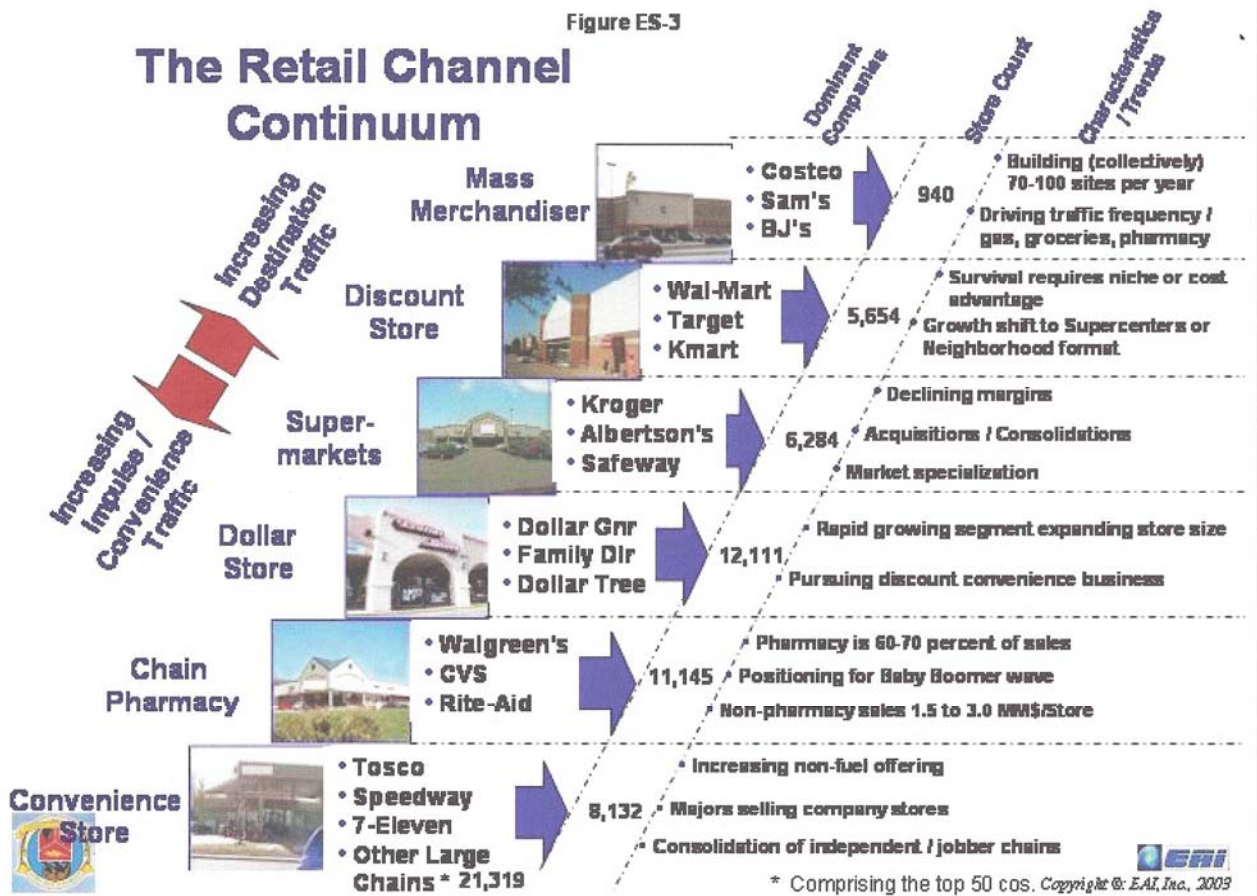 Figure ES-3
The Retail Channel
Continuum
Dominant
Companies
Store Count
Characteristics
/ Trends
Increasing
Destination
Traffic
Increasing
Impulse /
Convenience
Traffic
Mass
Merchandiser
• Costco
• Sam's
• BJ's
940
• Building (collectively)
70-100 sites per year
• Driving traffic frequency /
gas, groceries, pharmacy
Discount
Store
• Wal-Mart
• Target
• Kmart
5,654
• Survival requires niche or cost
advantage
• Growth shift to Supercenters or
Neighborhood format
Super-
markets
• Kroger
• Albertson's
• Safeway
6,284
• Declining margins
• Acquisitions / Consolidations
• Market specialization
Dollar
Store
• Dollar Gnr
• Family Dlr
• Dollar Tree
12,111
• Rapid growing segment expanding store size
• Pursuing discount convenience business
Chain
Pharmacy
• Walgreen's
• CVS
• Rite-Aid
11,145
• Pharmacy is 60-70 percent of sales
• Positioning for Baby Boomer wave
• Non-pharmacy sales 1.5 to 3.0 MM$/Store
Convenience
Store
• Tosco
• Speedway
• 7-Eleven
• Other Large
Chains * 21,319
8,132
• Increasing non-fuel offering
• Majors selling company stores
• Consolidation of independent / jobber chains
EAI
* Comprising the top 50 cos. Copyright ©: EAI, Inc., 2003